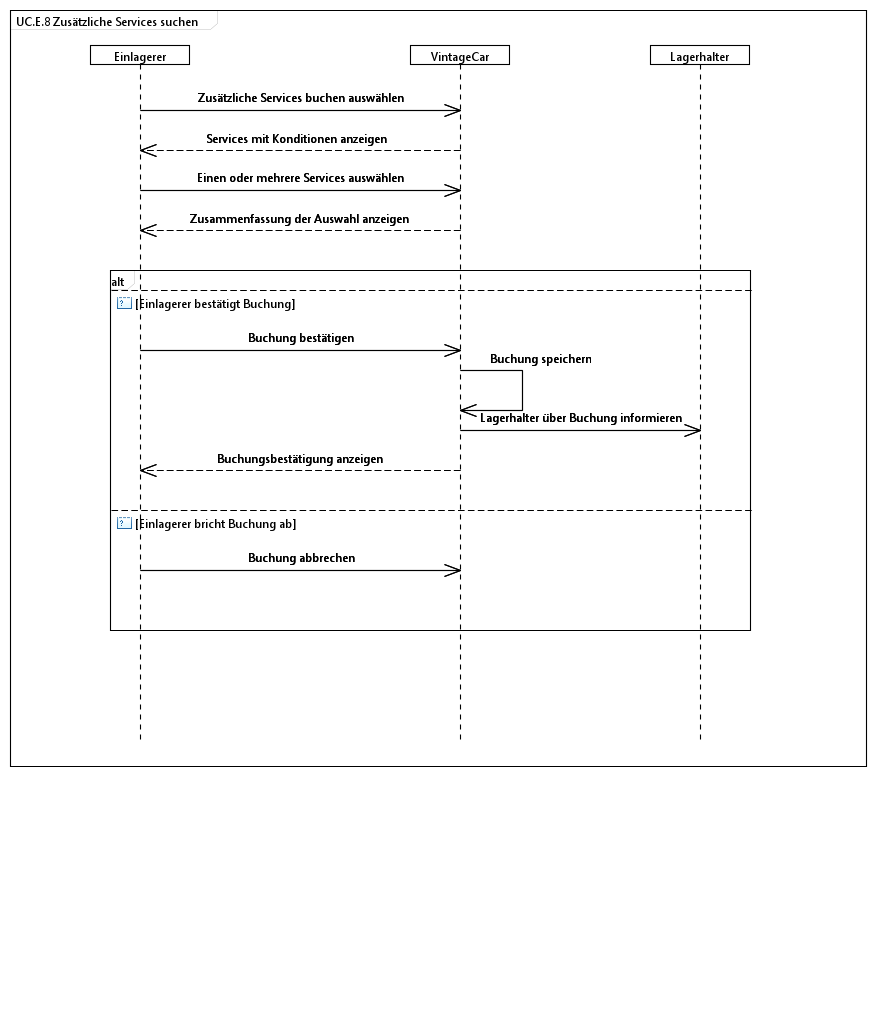 UC.E.8 Zusätzliche Services suchen
Einlagerer
VintageCar
Lagerhalter
Zusätzliche Services buchen auswählen
Services mit Konditionen anzeigen
Einen oder mehrere Services auswählen
Zusammenfassung der Auswahl anzeigen
alt
? [Einlagerer bestätigt Buchung]
Buchung bestätigen
Buchung speichern
Lagerhalter über Buchung informieren
Buchungsbestätigung anzeigen
? [Einlagerer bricht Buchung ab]
Buchung abbrechen